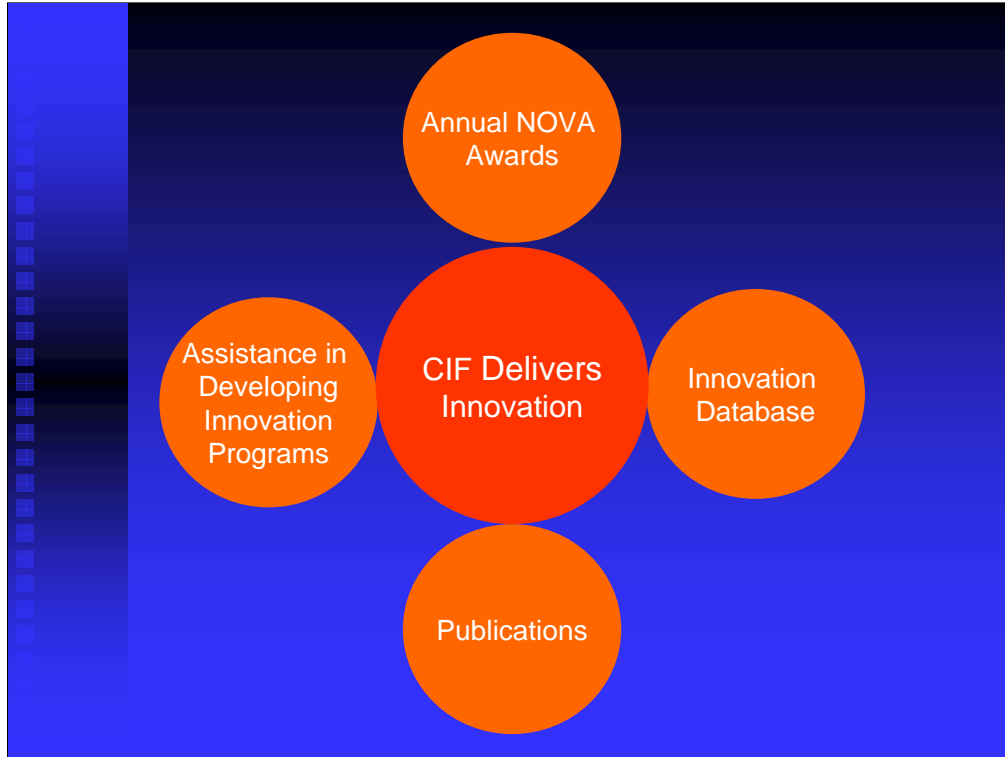 Annual NOVA
Awards
Assistance in
Developing
Innovation
Programs
CIF Delivers
Innovation
Innovation
Database
Publications